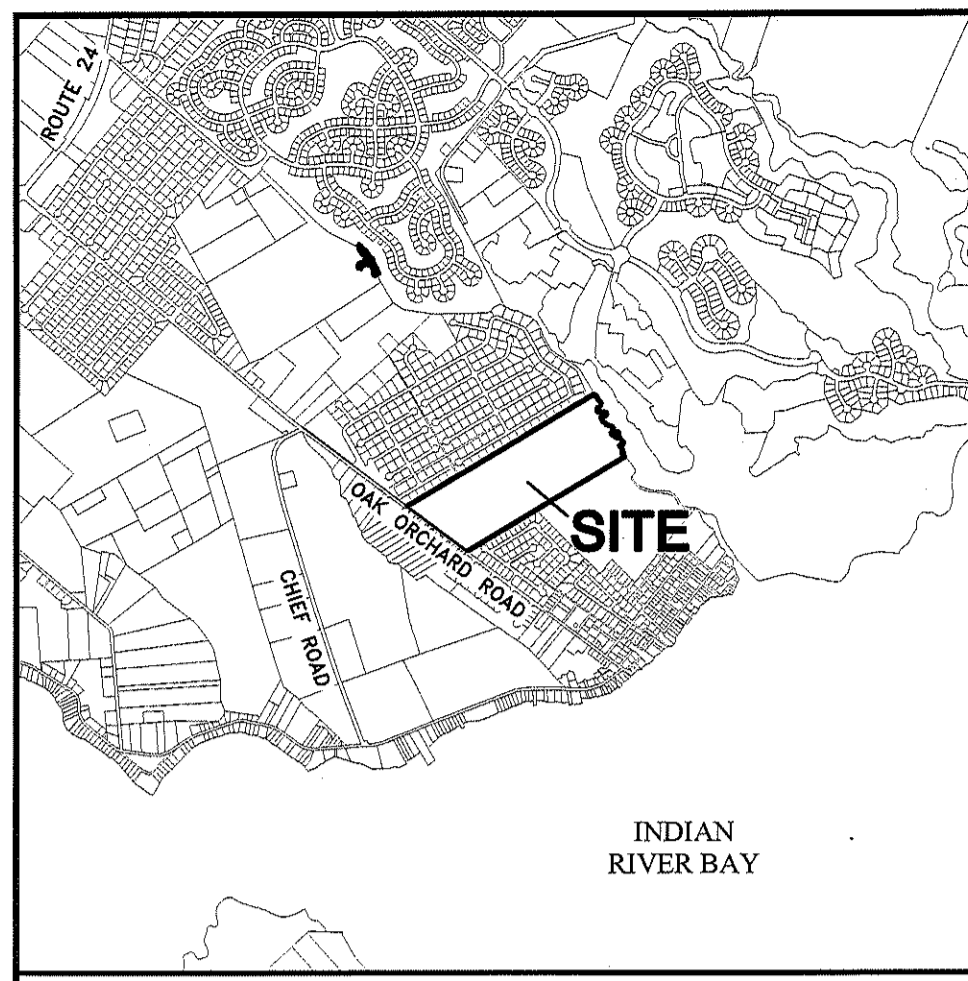 ROUTE 24
SITE
OAK ORCHARD ROAD
CHIEF ROAD
INDIAN
RIVER BAY